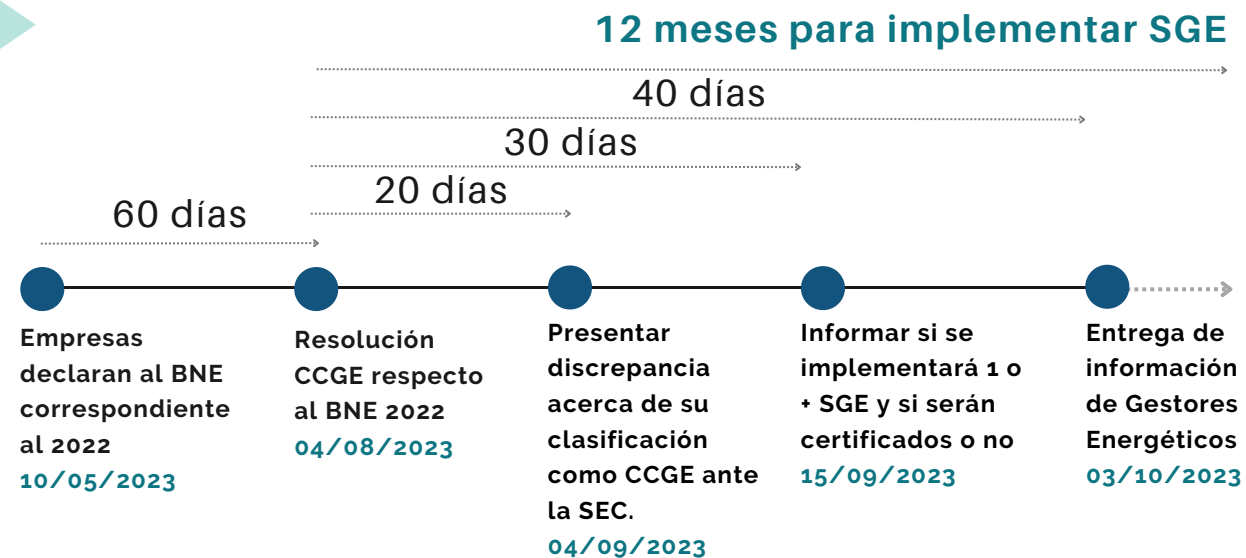 12 meses para implementar SGE
40 días
30 días
20 días
60 días
Empresas
declaran al BNE
correspondiente
al 2022
10/05/2023
Resolución
CCGE respecto
al BNE 2022
04/08/2023
Presentar
discrepancia
acerca de su
clasificación
como CCGE ante
la SEC.
04/09/2023
Informar si se
implementará 1 o
+ SGE y si serán
certificados o no
15/09/2023
Entrega de
información
de Gestores
Energéticos
03/10/2023